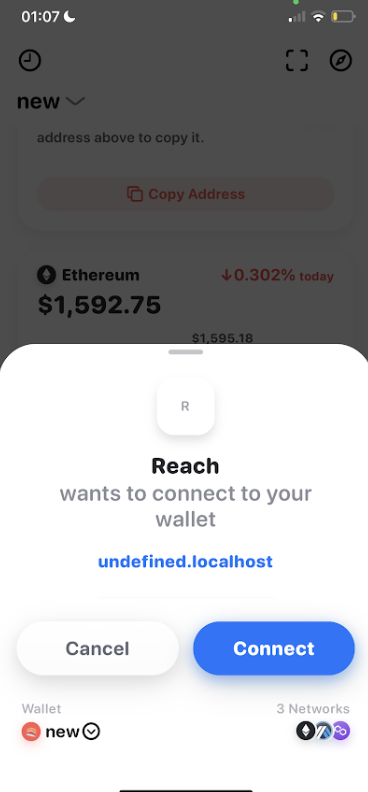 01:07
new
address above to copy it.
Copy Address
Ethereum
↓0.302% today
$1,592.75
$1,595.18
R
Reach
wants to connect to your
wallet
undefined.localhost
Cancel
Connect
Wallet
3 Networks
new